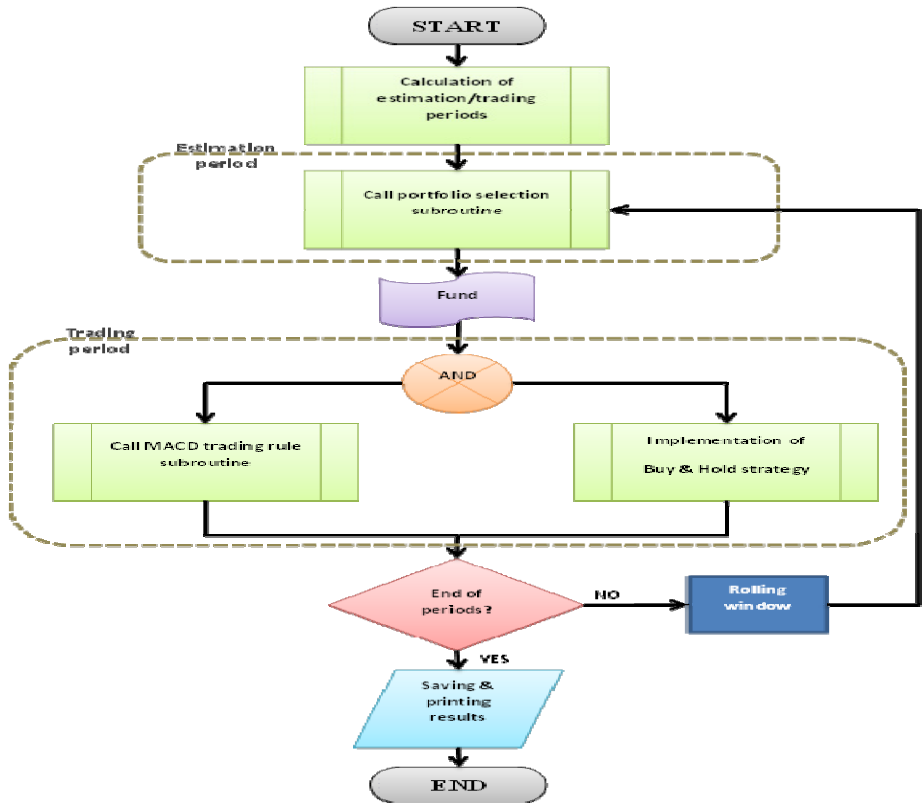 START
Calculation of
estimation/trading
periods
Estimation
period
Call portfolio selection
subroutine
Fund
Trading
period
AND
Call MACD trading rule
subroutine
Implementation of
Buy & Hold strategy
End of
periods?
NO
Rolling
window
YES
Saving &
printing
results
END